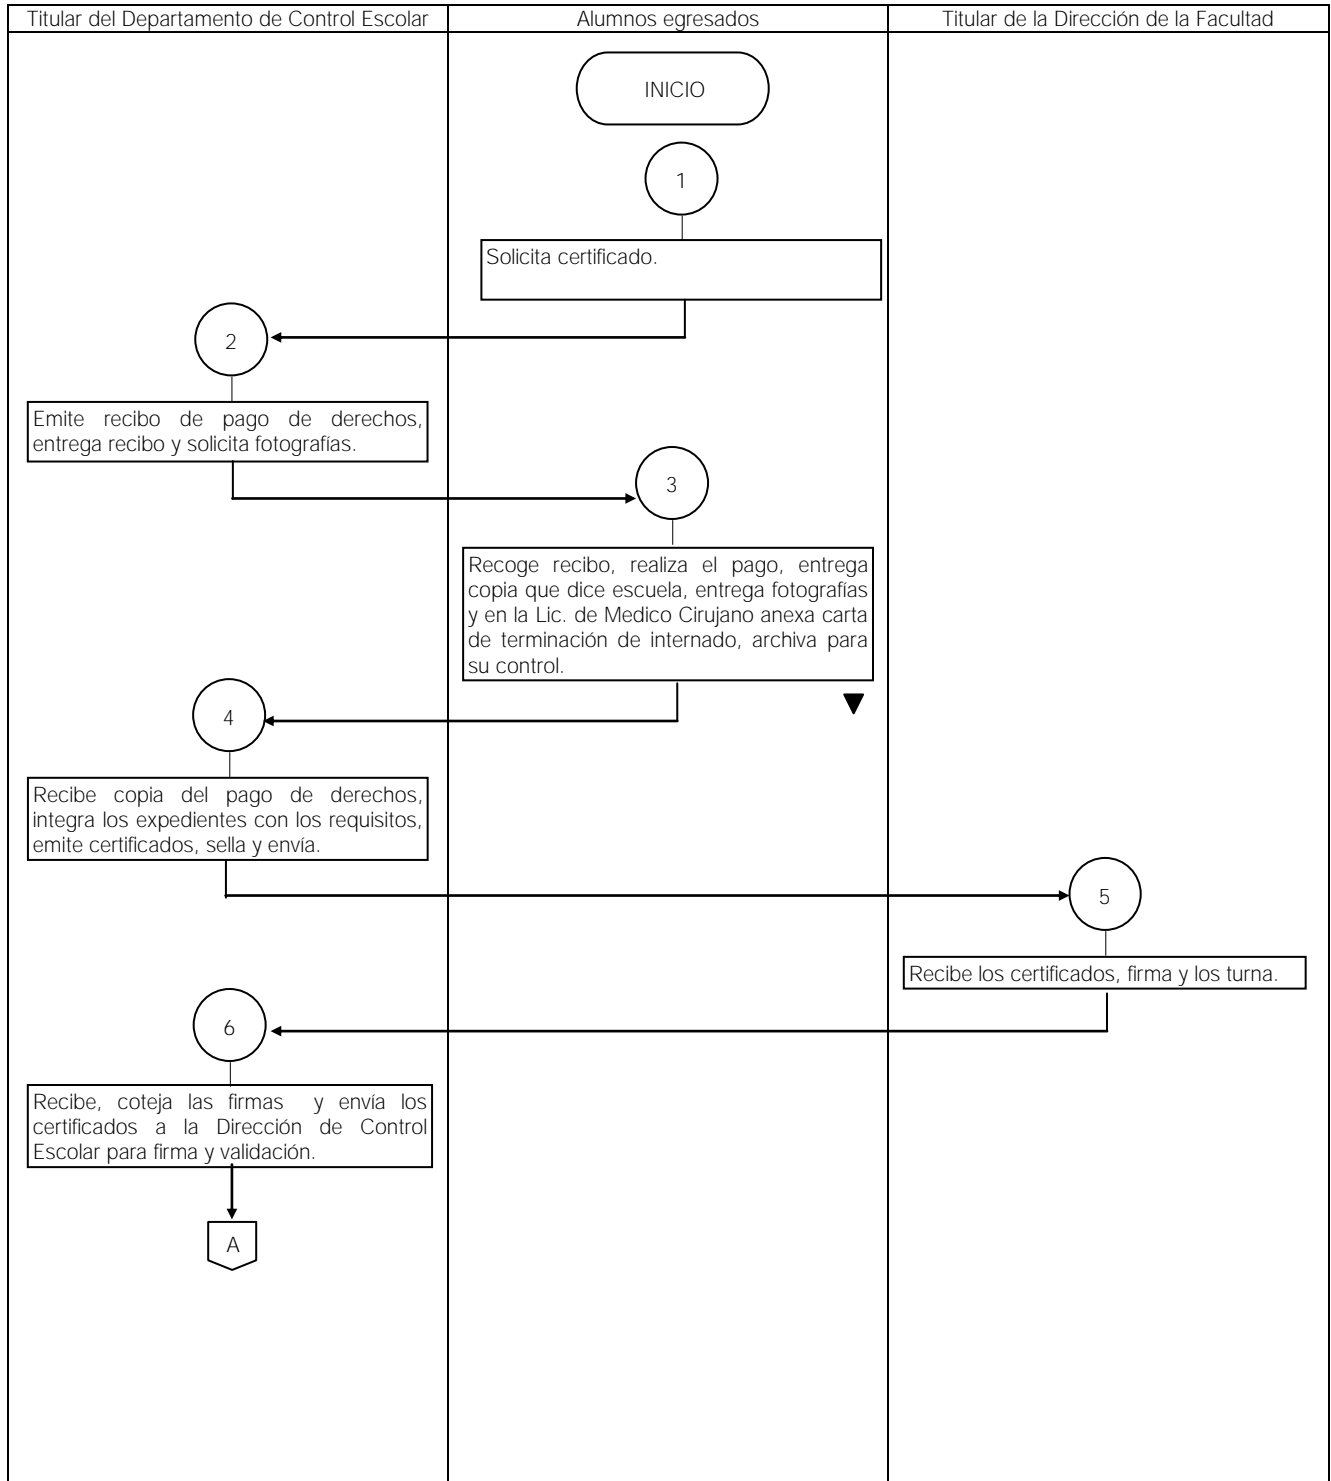 Titular del Departamento de Control Escolar
Alumnos egresados
Titular de la Dirección de la Facultad
INICIO
1
Solicita certificado.
2
Emite recibo de pago de derechos,
entrega recibo y solicita fotografías.
3
Recoge recibo, realiza el pago, entrega
copia que dice escuela, entrega fotografías
y en la Lic. de Medico Cirujano anexa carta
de terminación de internado, archiva para
su control.
4
Recibe copia del pago de derechos,
integra los expedientes con los requisitos,
emite certificados, sella y envía.
5
Recibe los certificados, firma y los turna.
6
Recibe, coteja las firmas y envía los
certificados a la Dirección de Control
Escolar para firma y validación.
A